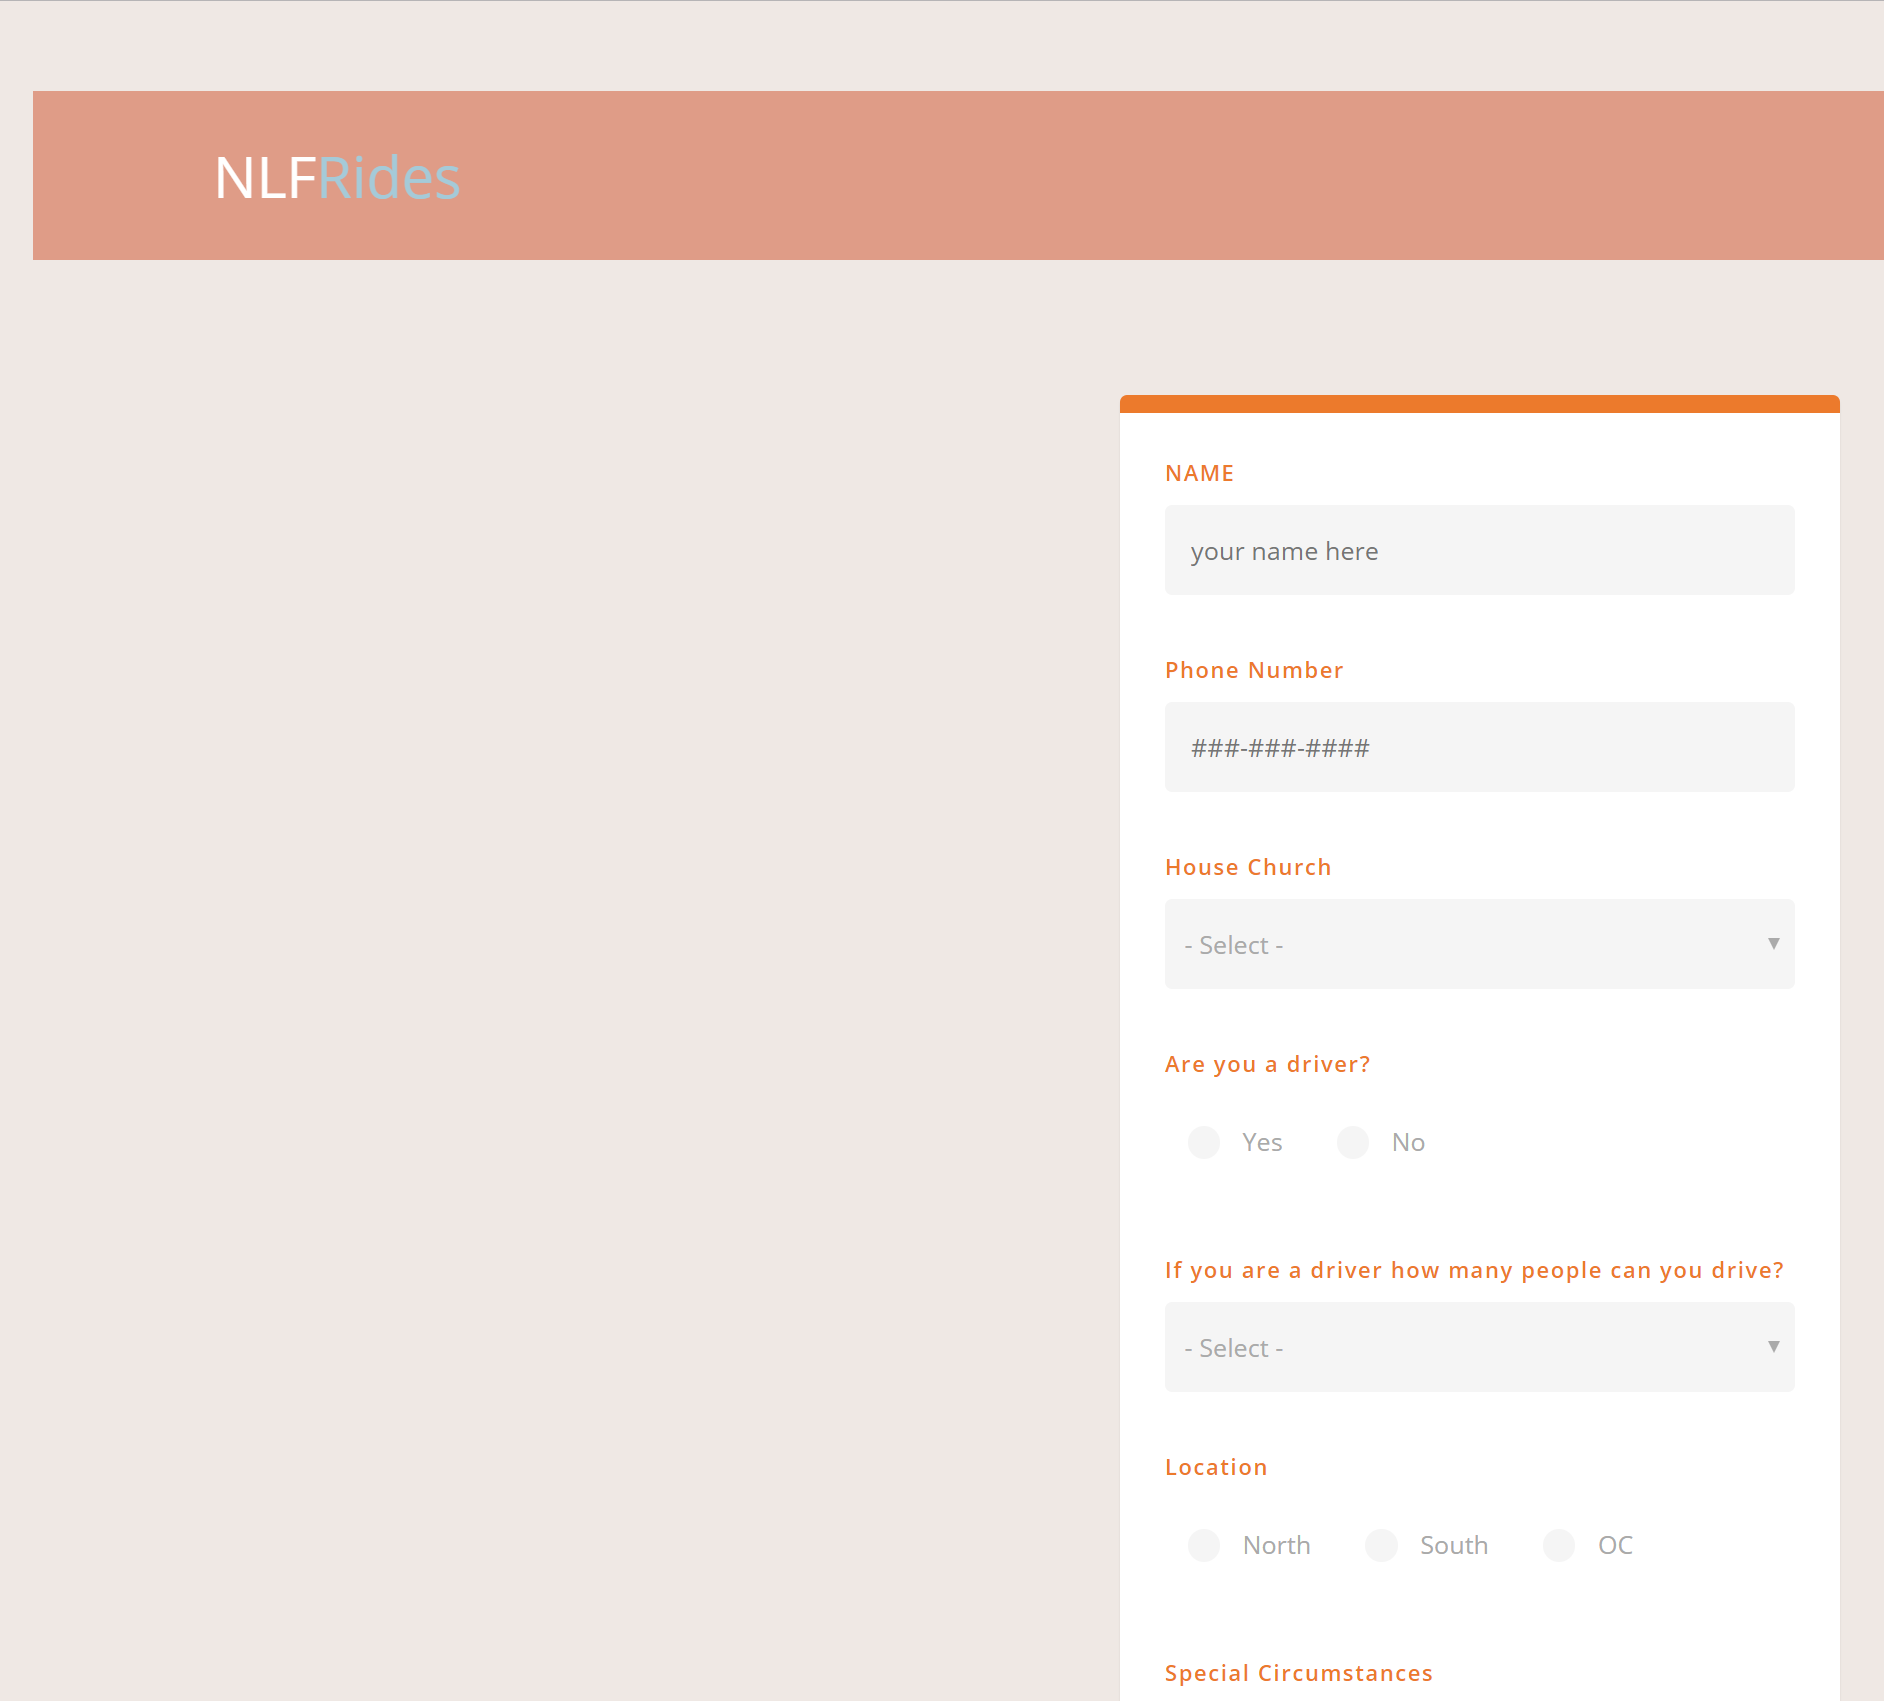 NLFRides
NAME
your name here
Phone Number
###-###-####
House Church
- Select -
Are you a driver?
Yes No
If you are a driver how many people can you drive?
- Select -
Location
North South OC
Special Circumstances